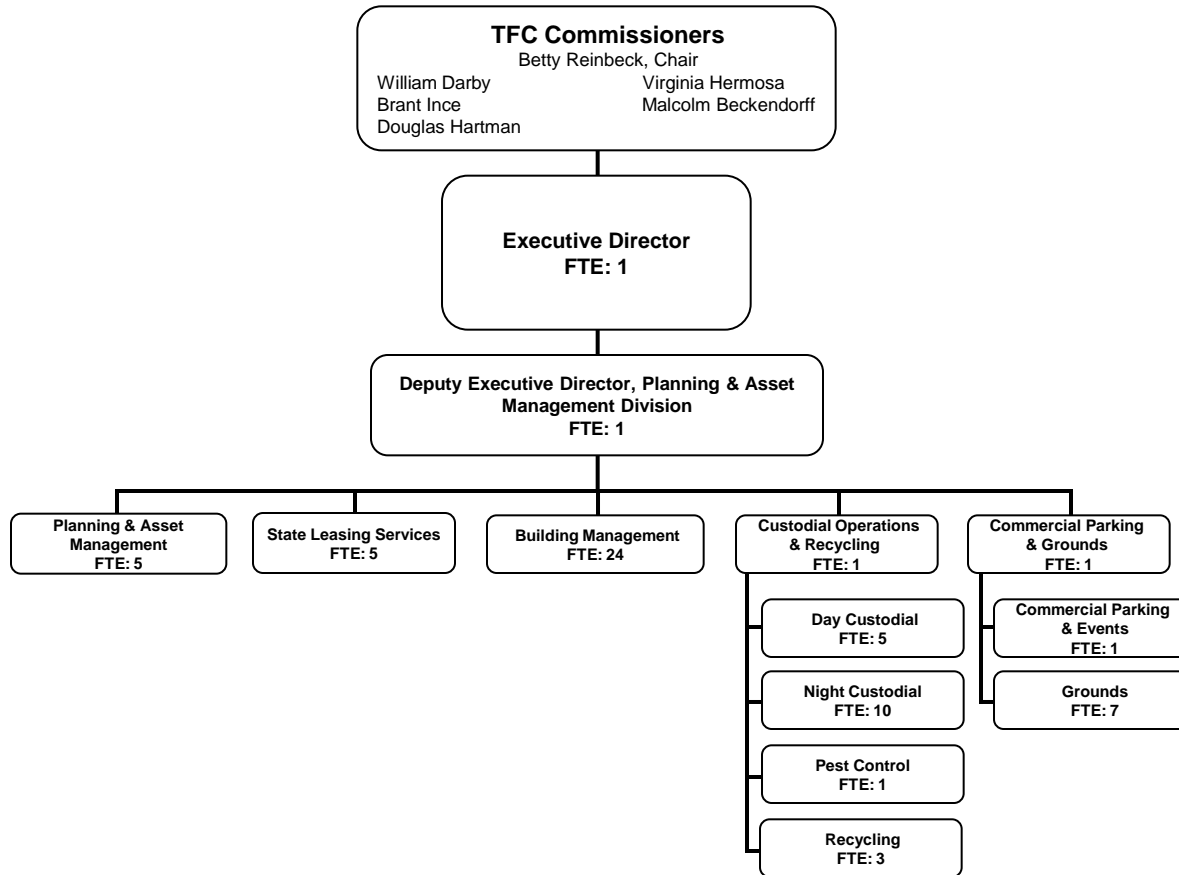 TFC Commissioners
Betty Reinbeck, Chair
William Darby
Virginia Hermosa
Brant Ince
Malcolm Beckendorff
Douglas Hartman
Executive Director
FTE: 1
Deputy Executive Director, Planning & Asset
Management Division
FTE: 1
Planning & Asset
Management
FTE: 5
State Leasing Services
FTE: 5
Building Management
FTE: 24
Custodial Operations
& Recycling
FTE: 1
Commercial Parking
& Grounds
FTE: 1
Day Custodial
FTE: 5
Night Custodial
FTE: 10
Pest Control
FTE: 1
Recycling
FTE: 3
Commercial Parking
& Events
FTE: 1
Grounds
FTE: 7